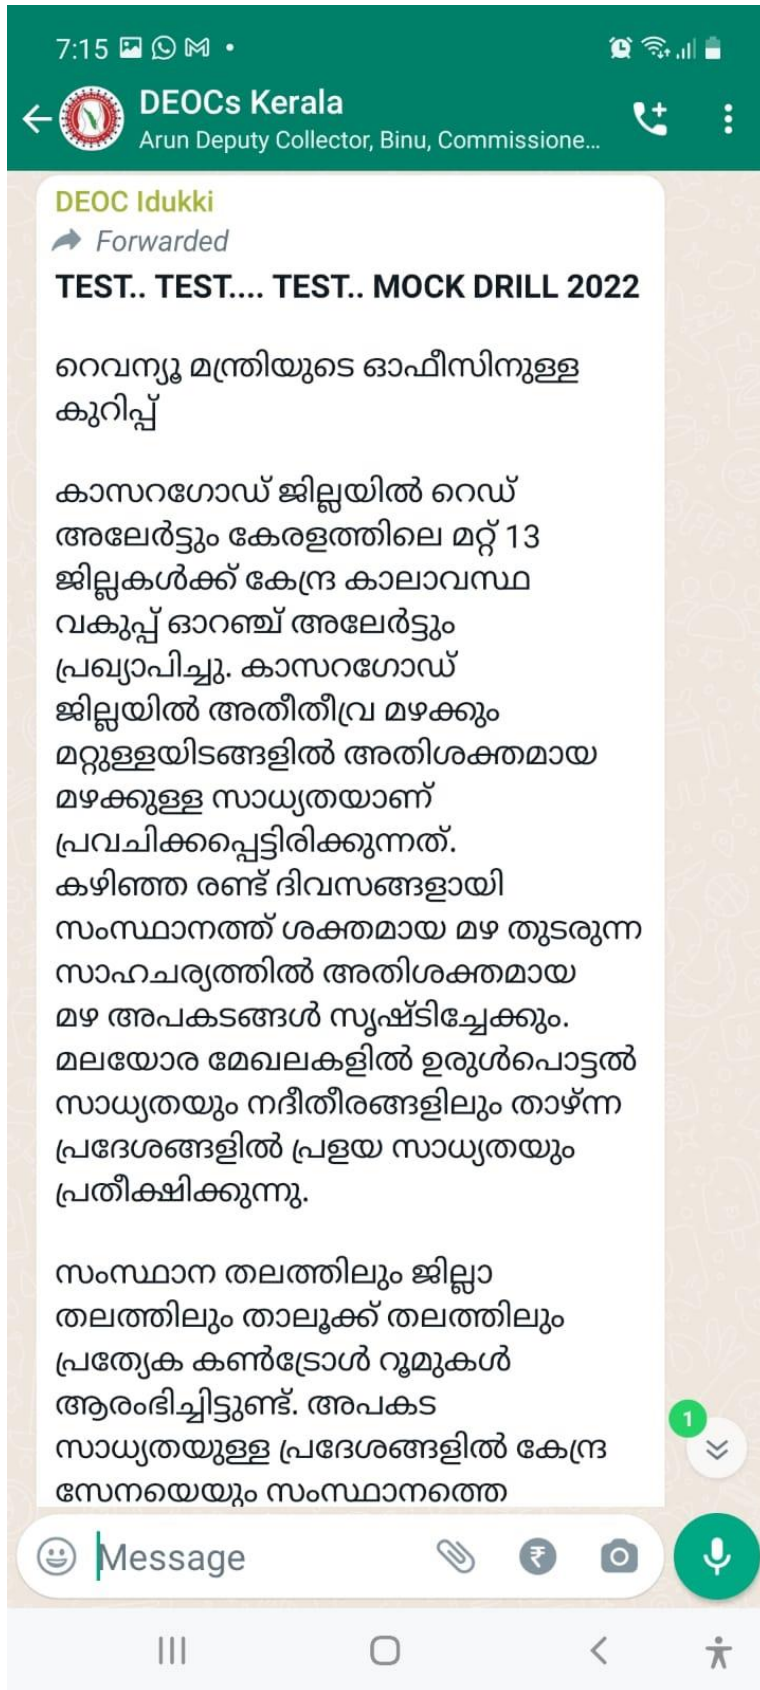 7:15
DEOCs Kerala
Arun Deputy Collector, Binu, Commissione...
DEOC Idukki
Forwarded
TEST.. TEST.... TEST.. MOCK DRILL 2022
റെവന്യൂ മന്ത്രിയുടെ ഓഫീസിനുള്ള
കുറിപ്പ്
കാസറഗോഡ് ജില്ലയിൽ റെഡ്
അലേർട്ടും കേരളത്തിലെ മറ്റ് 13
ജില്ലകൾക്ക് കേന്ദ്ര കാലാവസ്ഥ
വകുപ്പ് ഓറഞ്ച് അലേർട്ടും
പ്രഖ്യാപിച്ചു. കാസറഗോഡ്
ജില്ലയിൽ അതീതീവ്ര മഴക്കും
മറ്റുള്ളയിടങ്ങളിൽ അതിശക്തമായ
മഴക്കുള്ള സാധ്യതയാണ്
പ്രവചിക്കപ്പെട്ടിരിക്കുന്നത്.
കഴിഞ്ഞ രണ്ട് ദിവസങ്ങളായി
സംസ്ഥാനത്ത് ശക്തമായ മഴ തുടരുന്ന
സാഹചര്യത്തിൽ അതിശക്തമായ
മഴ അപകടങ്ങൾ സൃഷ്ടിച്ചേക്കും.
മലയോര മേഖലകളിൽ ഉരുൾപൊട്ടൽ
സാധ്യതയും നദീതീരങ്ങളിലും താഴ്ന്ന
പ്രദേശങ്ങളിൽ പ്രളയ സാധ്യതയും
പ്രതീക്ഷിക്കുന്നു.
സംസ്ഥാന തലത്തിലും ജില്ലാ
തലത്തിലും താലൂക്ക് തലത്തിലും
പ്രത്യേക കൺട്രോൾ റൂമുകൾ
ആരംഭിച്ചിട്ടുണ്ട്. അപകട
സാധ്യതയുള്ള പ്രദേശങ്ങളിൽ കേന്ദ്ര
സേനയെയും സംസ്ഥാനത്തെ
1
Message